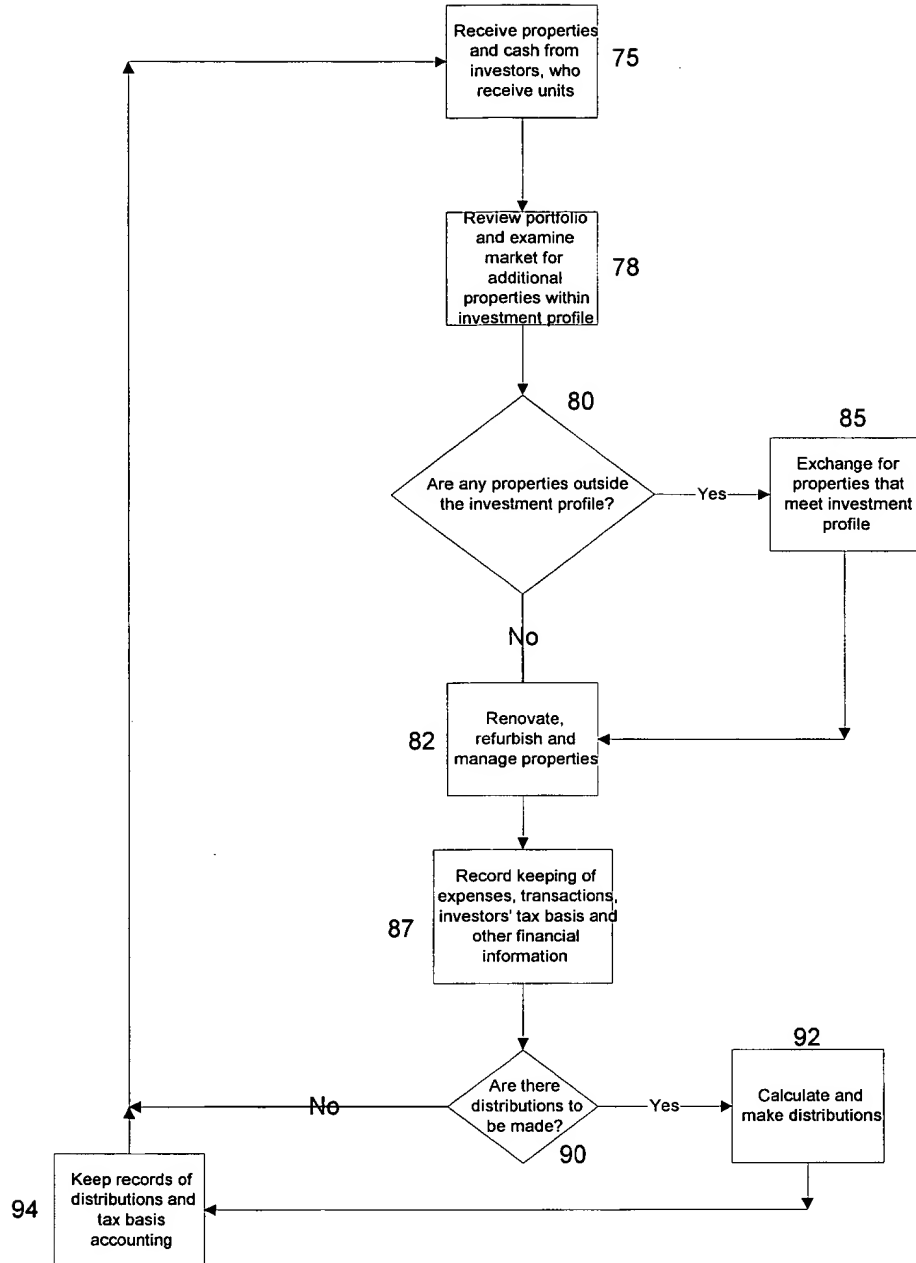 Receive properties
and cash from
investors, who
receive units
75
Review portfolio
and examine
market for
additional
properties within
investment profile
78
80
Are any properties outside
the investment profile?
Yes
85
Exchange for
properties that
meet investment
profile
No
82
Renovate,
refurbish and
manage properties
87
Record keeping of
expenses, transactions,
investors' tax basis and
other financial
information
Are there
distributions to
be made?
90
Yes
92
Calculate and
make distributions
No
94
Keep records of
distributions and
tax basis
accounting